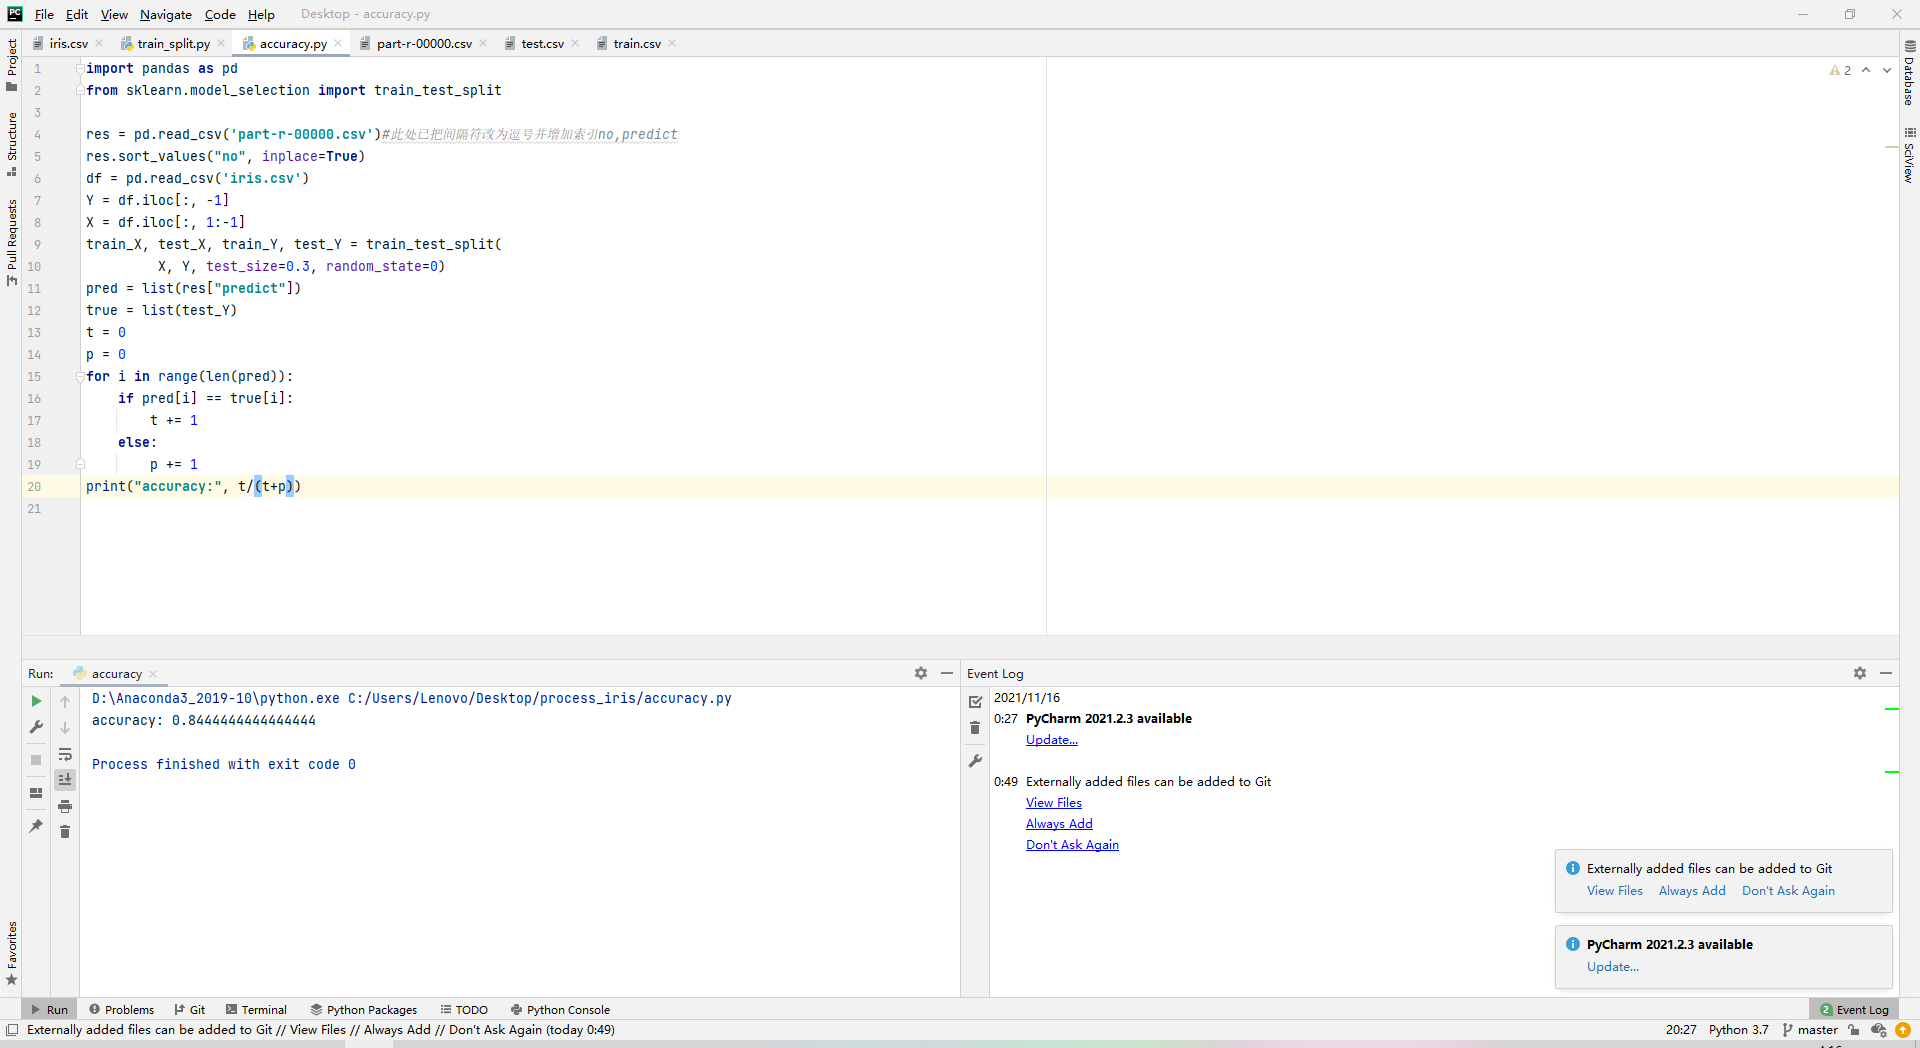 PC File Edit View Navigate Code Help Desktop - accuracy.py
iris.csv train_split.py accuracy.py part-r-00000.csv test.csv train.csv
Project
Structure
Pull Requests
Favorites
Database
SciView
2
1 import pandas as pd
2 from sklearn.model_selection import train_test_split
3
4 res = pd.read_csv('part-r-00000.csv')#此处已把间隔符改为逗号并增加索引no,predict
5 res.sort_values("no", inplace=True)
6 df = pd.read_csv('iris.csv')
7 Y = df.iloc[:, -1]
8 X = df.iloc[:, 1:-1]
9 train_X, test_X, train_Y, test_Y = train_test_split(
10 X, Y, test_size=0.3, random_state=0)
11 pred = list(res["predict"])
12 true = list(test_Y)
13 t = 0
14 p = 0
15 for i in range(len(pred)):
16 if pred[i] == true[i]:
17 t += 1
18 else:
19 p += 1
20 print("accuracy:", t/(t+p))
21
Run: accuracy
D:\Anaconda3_2019-10\python.exe C:/Users/Lenovo/Desktop/process_iris/accuracy.py
accuracy: 0.8444444444444444
Process finished with exit code 0
Event Log
2021/11/16
0:27 PyCharm 2021.2.3 available
Update...
0:49 Externally added files can be added to Git
View Files
Always Add
Don't Ask Again
Externally added files can be added to Git
View Files Always Add Don't Ask Again
PyCharm 2021.2.3 available
Update...
Run Problems Git Terminal Python Packages TODO Python Console 2 Event Log
Externally added files can be added to Git // View Files // Always Add // Don't Ask Again (today 0:49) 20:27 Python 3.7 master